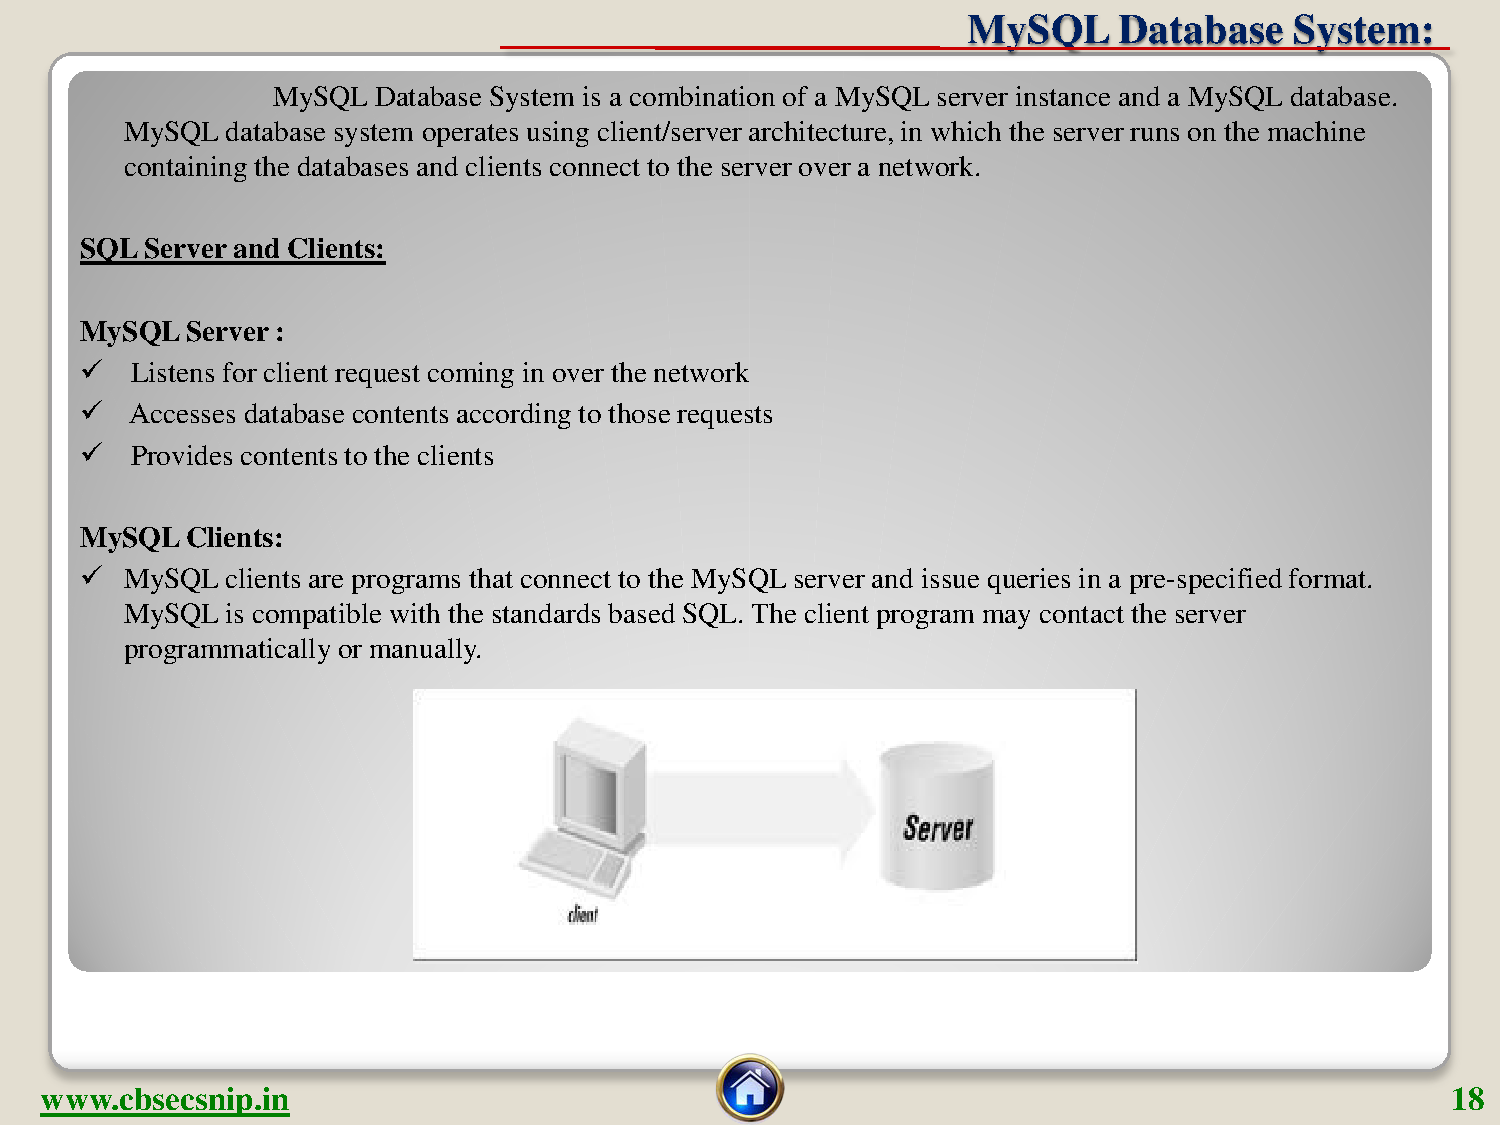 MySQL Database System:
MySQL Database System is a combination of a MySQL server instance and a MySQL database.
MySQL database system operates using client/server architecture, in which the server runs on the machine
containing the databases and clients connect to the server over a network.
SQL Server and Clients:
MySQL Server :
✓ Listens for client request coming in over the network
✓ Accesses database contents according to those requests
✓ Provides contents to the clients
MySQL Clients:
✓ MySQL clients are programs that connect to the MySQL server and issue queries in a pre-specified format.
MySQL is compatible with the standards based SQL. The client program may contact the server
programmatically or manually.
Server
client
www.cbsecsnip.in
18